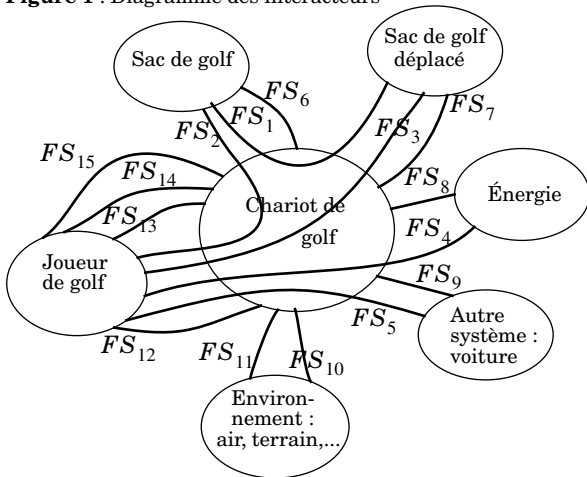 Figure 1 : Diagramme des interacteurs
Sac de golf
Sac de golf
déplacé
FS6
FS1
FS2
FS3
FS7
FS15
FS14
FS13
FS8
Énergie
Chariot de
golf
FS4
Joueur
de golf
FS9
FS5
Autre
système :
voiture
FS12
FS11
FS10
Environ-
nement :
air, terrain,...